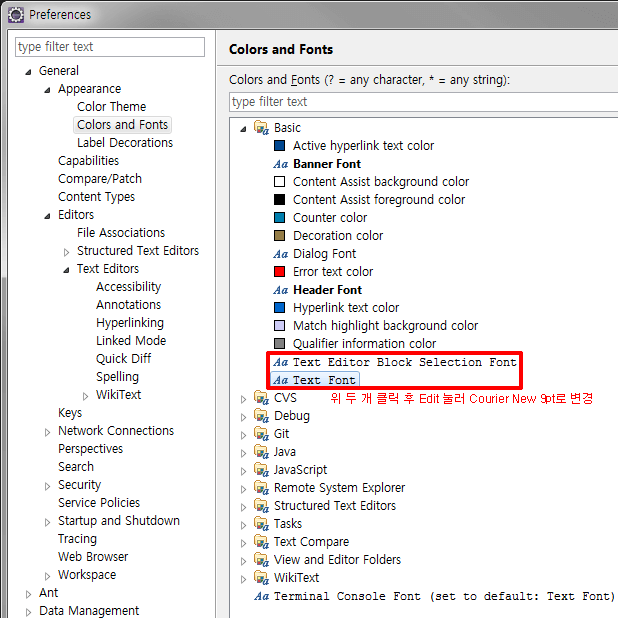 Preferences
type filter text
General
Appearance
Color Theme
Colors and Fonts
Label Decorations
Capabilities
Compare/Patch
Content Types
Editors
File Associations
Structured Text Editors
Text Editors
Accessibility
Annotations
Hyperlinking
Linked Mode
Quick Diff
Spelling
WikiText
Keys
Network Connections
Perspectives
Search
Security
Service Policies
Startup and Shutdown
Tracing
Web Browser
Workspace
Ant
Data Management
Colors and Fonts
Colors and Fonts (? = any character, * = any string):
type filter text
Basic
Active hyperlink text color
Aa Banner Font
Content Assist background color
Content Assist foreground color
Counter color
Decoration color
Aa Dialog Font
Error text color
Aa Header Font
Hyperlink text color
Match highlight background color
Qualifier information color
Aa Text Editor Block Selection Font
Aa Text Font
CVS
위 두 개 클릭 후 Edit 눌러 Courier New 9pt로 변경
Debug
Git
Java
JavaScript
Remote System Explorer
Structured Text Editors
Tasks
Text Compare
View and Editor Folders
WikiText
Aa Terminal Console Font (set to default: Text Font)